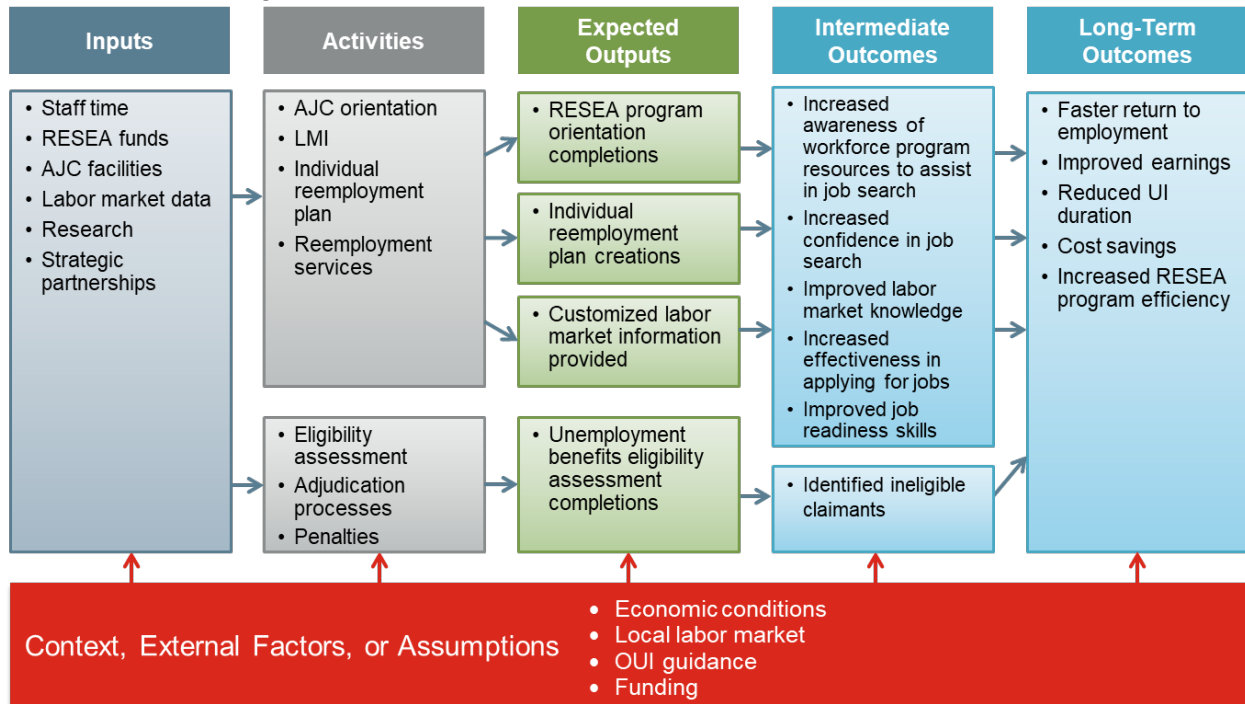 Inputs
Activities
Expected
Outputs
Intermediate
Outcomes
Long-Term
Outcomes
• Staff time
• RESEA funds
• AJC facilities
• Labor market data
• Research
• Strategic
partnerships
• AJC orientation
• LMI
• Individual
reemployment
plan
• Reemployment
services
• Eligibility
assessment
• Adjudication
processes
• Penalties
• RESEA program
orientation
completions
• Individual
reemployment
plan creations
• Customized labor
market information
provided
• Unemployment
benefits eligibility
assessment
completions
• Increased
awareness of
workforce program
resources to assist
in job search
• Increased
confidence in job
search
• Improved labor
market knowledge
• Increased
effectiveness in
applying for jobs
• Improved job
readiness skills
• Identified ineligible
claimants
• Faster return to
employment
• Improved earnings
• Reduced UI
duration
• Cost savings
• Increased RESEA
program efficiency
Context, External Factors, or Assumptions
• Economic conditions
• Local labor market
• OUI guidance
• Funding